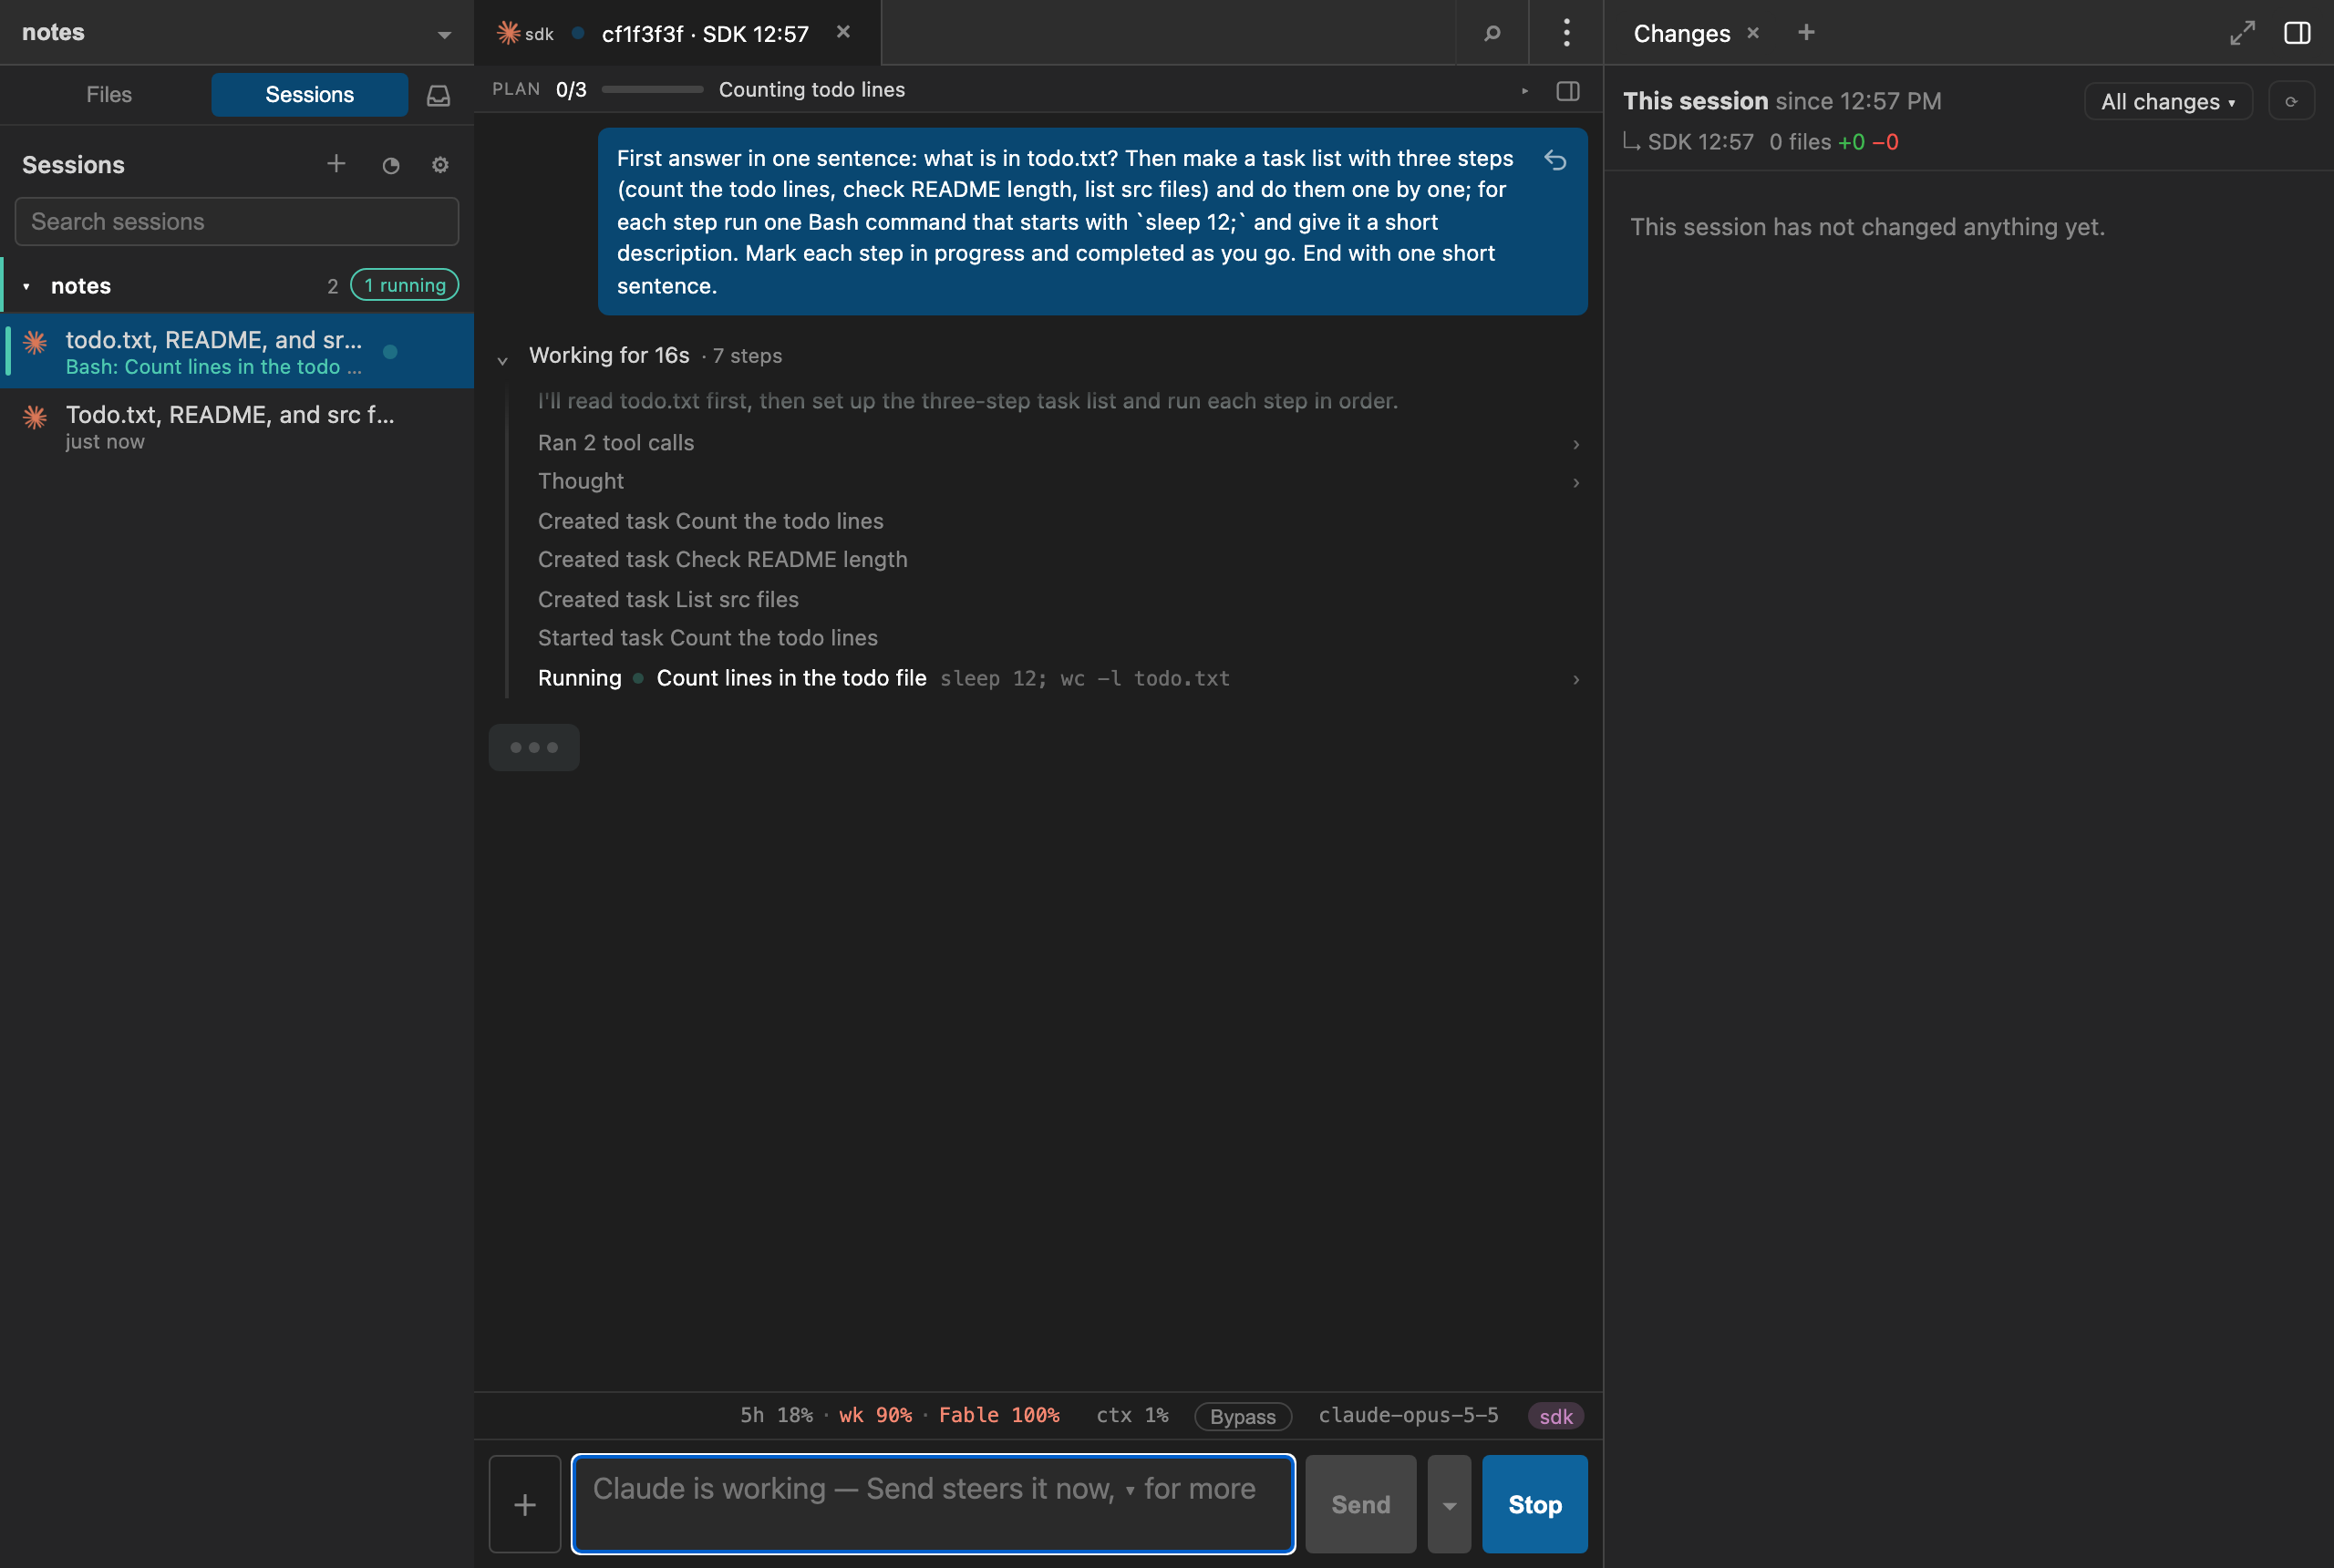 notes
Files
Sessions
Sessions
Search sessions
notes
2
1 running
todo.txt, README, and sr...
Bash: Count lines in the todo ...
Todo.txt, README, and src f...
just now
sdk
cf1f3f3f · SDK 12:57
PLAN 0/3 Counting todo lines
First answer in one sentence: what is in todo.txt? Then make a task list with three steps
(count the todo lines, check README length, list src files) and do them one by one; for
each step run one Bash command that starts with `sleep 12;` and give it a short
description. Mark each step in progress and completed as you go. End with one short
sentence.
Working for 16s · 7 steps
I'll read todo.txt first, then set up the three-step task list and run each step in order.
Ran 2 tool calls
Thought
Created task Count the todo lines
Created task Check README length
Created task List src files
Started task Count the todo lines
Running Count lines in the todo file sleep 12; wc -l todo.txt
5h 18% · wk 90% · Fable 100% ctx 1% Bypass claude-opus-5-5 sdk
Claude is working — Send steers it now, ▾ for more
Send
Stop
Changes
This session since 12:57 PM
All changes ▾
SDK 12:57 0 files +0 −0
This session has not changed anything yet.